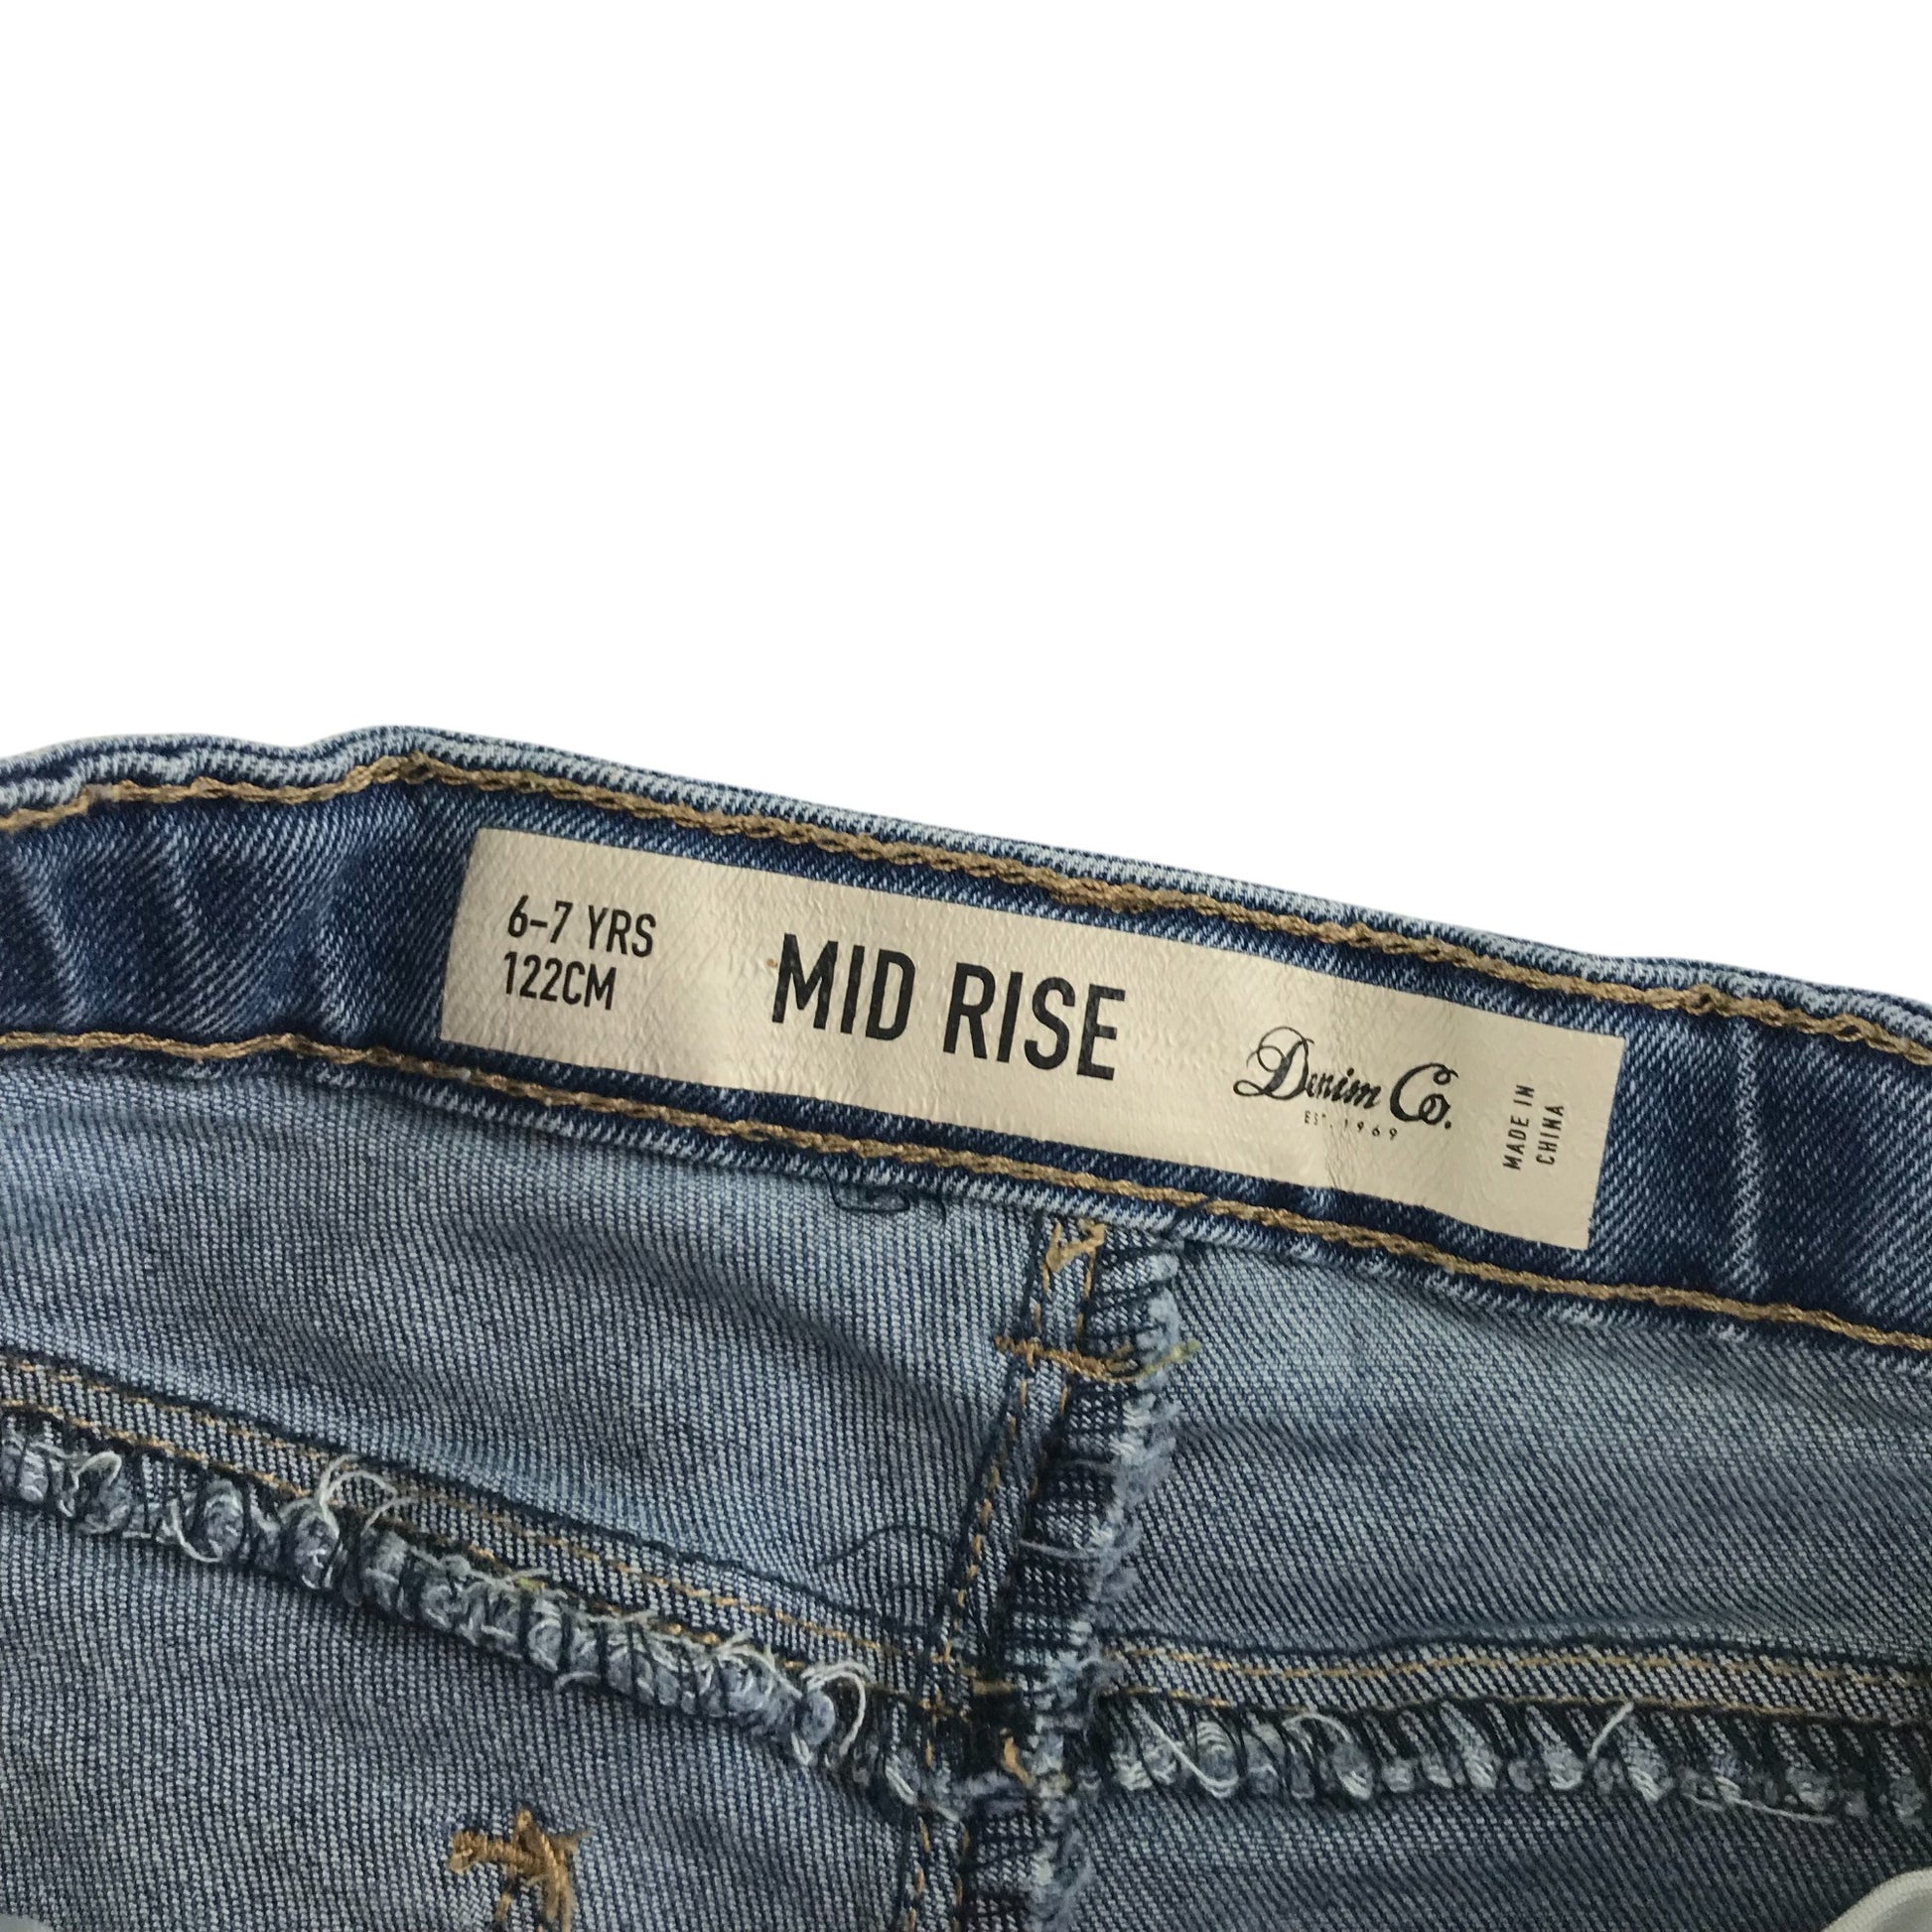 6-7 YRS
122CM
MID RISE
Denim Co.
EST. 1969
MADE IN
CHINA